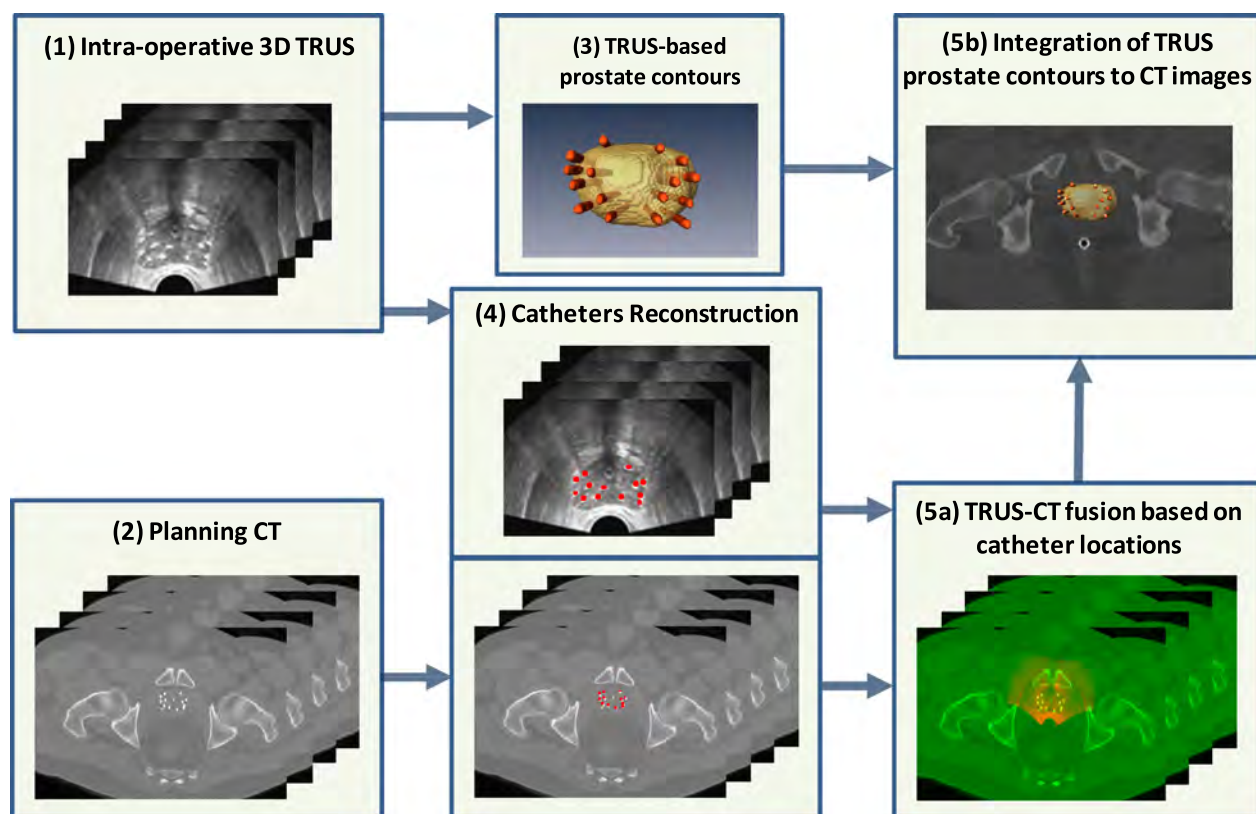 (1) Intra-operative 3D TRUS
(3) TRUS-based
prostate contours
(5b) Integration of TRUS
prostate contours to CT images
(4) Catheters Reconstruction
(2) Planning CT
(5a) TRUS-CT fusion based on
catheter locations